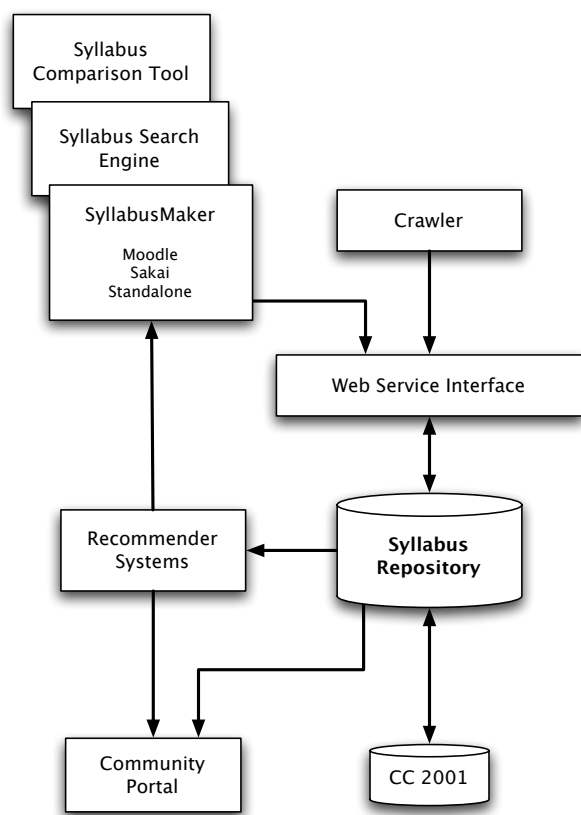 Syllabus
Comparison Tool
Syllabus Search
Engine
SyllabusMaker
Moodle
Sakai
Standalone
Crawler
Web Service Interface
Recommender
Systems
Syllabus
Repository
Community
Portal
CC 2001